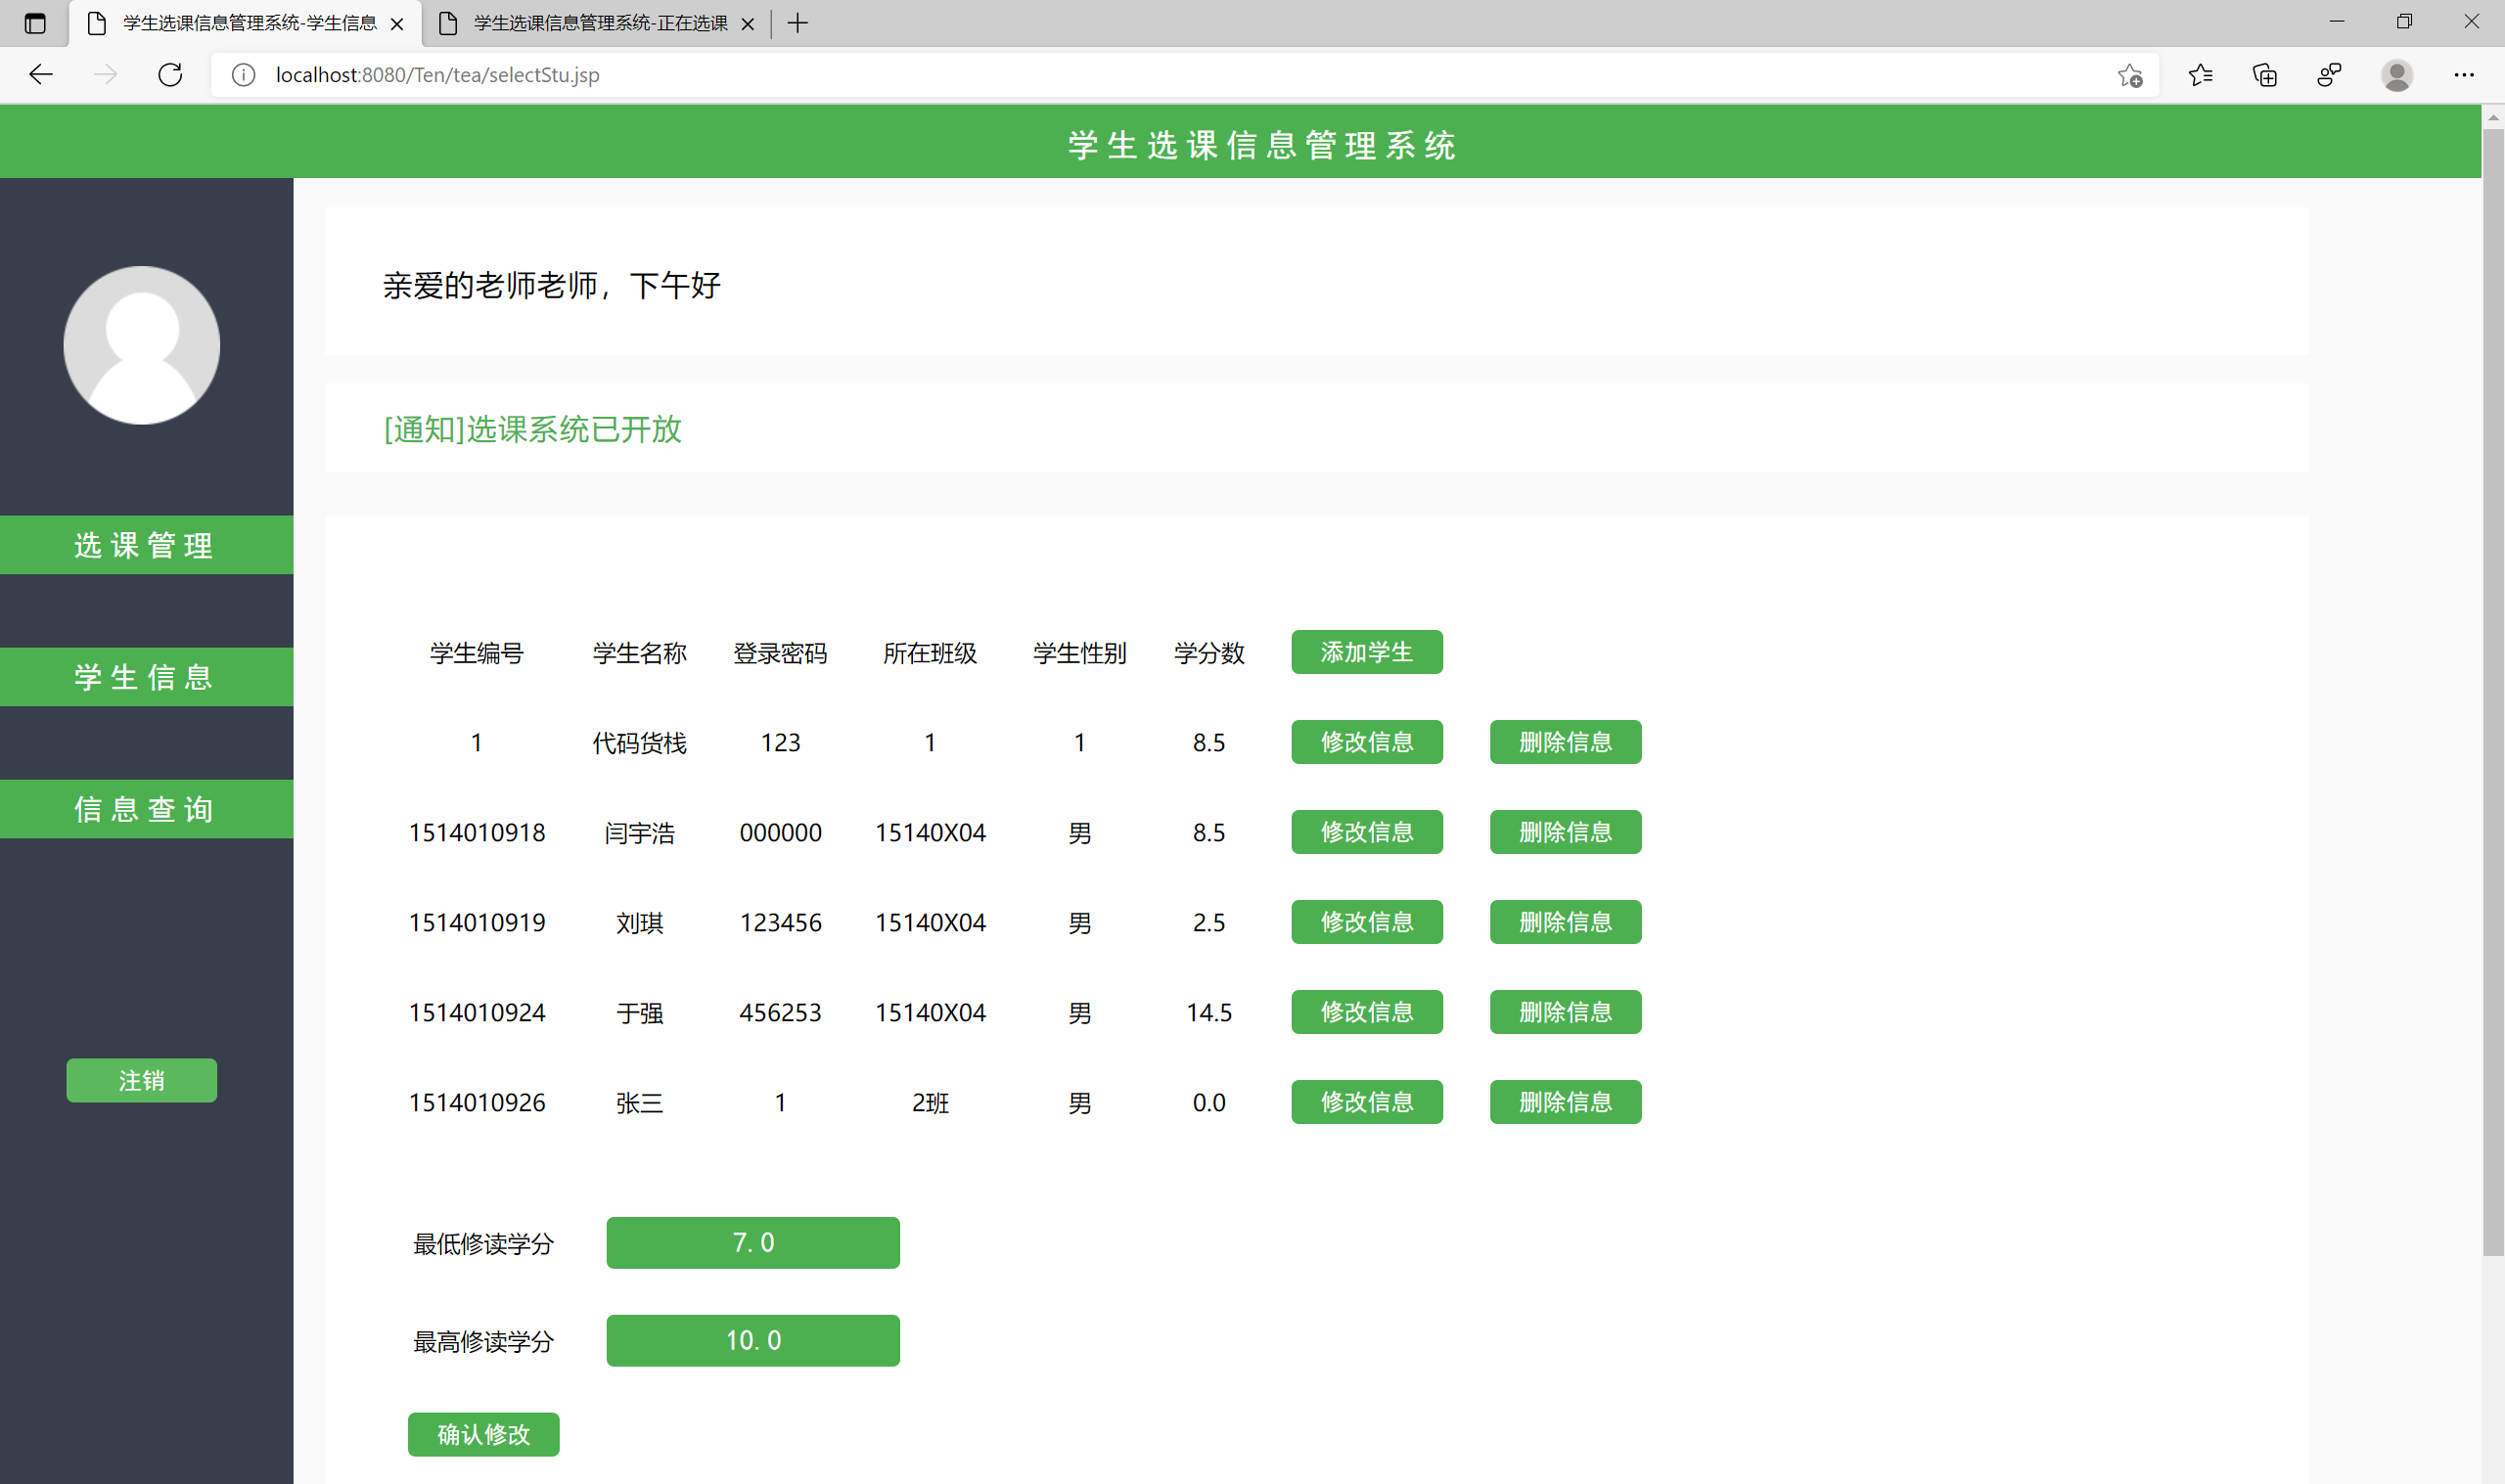 学生选课信息管理系统-学生信息
学生选课信息管理系统-正在选课
localhost:8080/Ten/tea/selectStu.jsp
学生选课信息管理系统
亲爱的老师老师，下午好
[通知]选课系统已开放
选课管理
学生信息
信息查询
注销
学生编号 学生名称 登录密码 所在班级 学生性别 学分数 添加学生
1 代码货栈 123 1 1 8.5 修改信息 删除信息
1514010918 闫宇浩 000000 15140X04 男 8.5 修改信息 删除信息
1514010919 刘琪 123456 15140X04 男 2.5 修改信息 删除信息
1514010924 于强 456253 15140X04 男 14.5 修改信息 删除信息
1514010926 张三 1 2班 男 0.0 修改信息 删除信息
最低修读学分 7.0
最高修读学分 10.0
确认修改